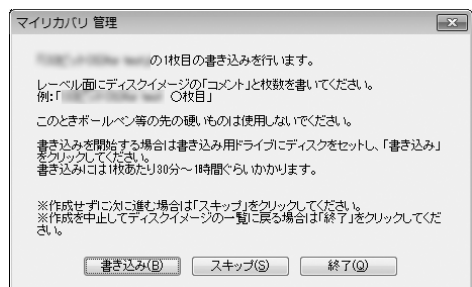 マイリカバリ 管理
の1枚目の書き込みを行います。
レーベル面にディスクイメージの「コメント」と枚数を書いてください。
例:「 〇枚目」
このときボールペン等の先の硬いものは使用しないでください。
書き込みを開始する場合は書き込み用ドライブにディスクをセットし、「書き込み」
をクリックしてください。
書き込みには1枚あたり30分～1時間ぐらいかかります。
※作成せずに次に進む場合は「スキップ」をクリックしてください。
※作成を中止してディスクイメージの一覧に戻る場合は「終了」をクリックしてくだ
さい。
書き込み(B) スキップ(S) 終了(Q)